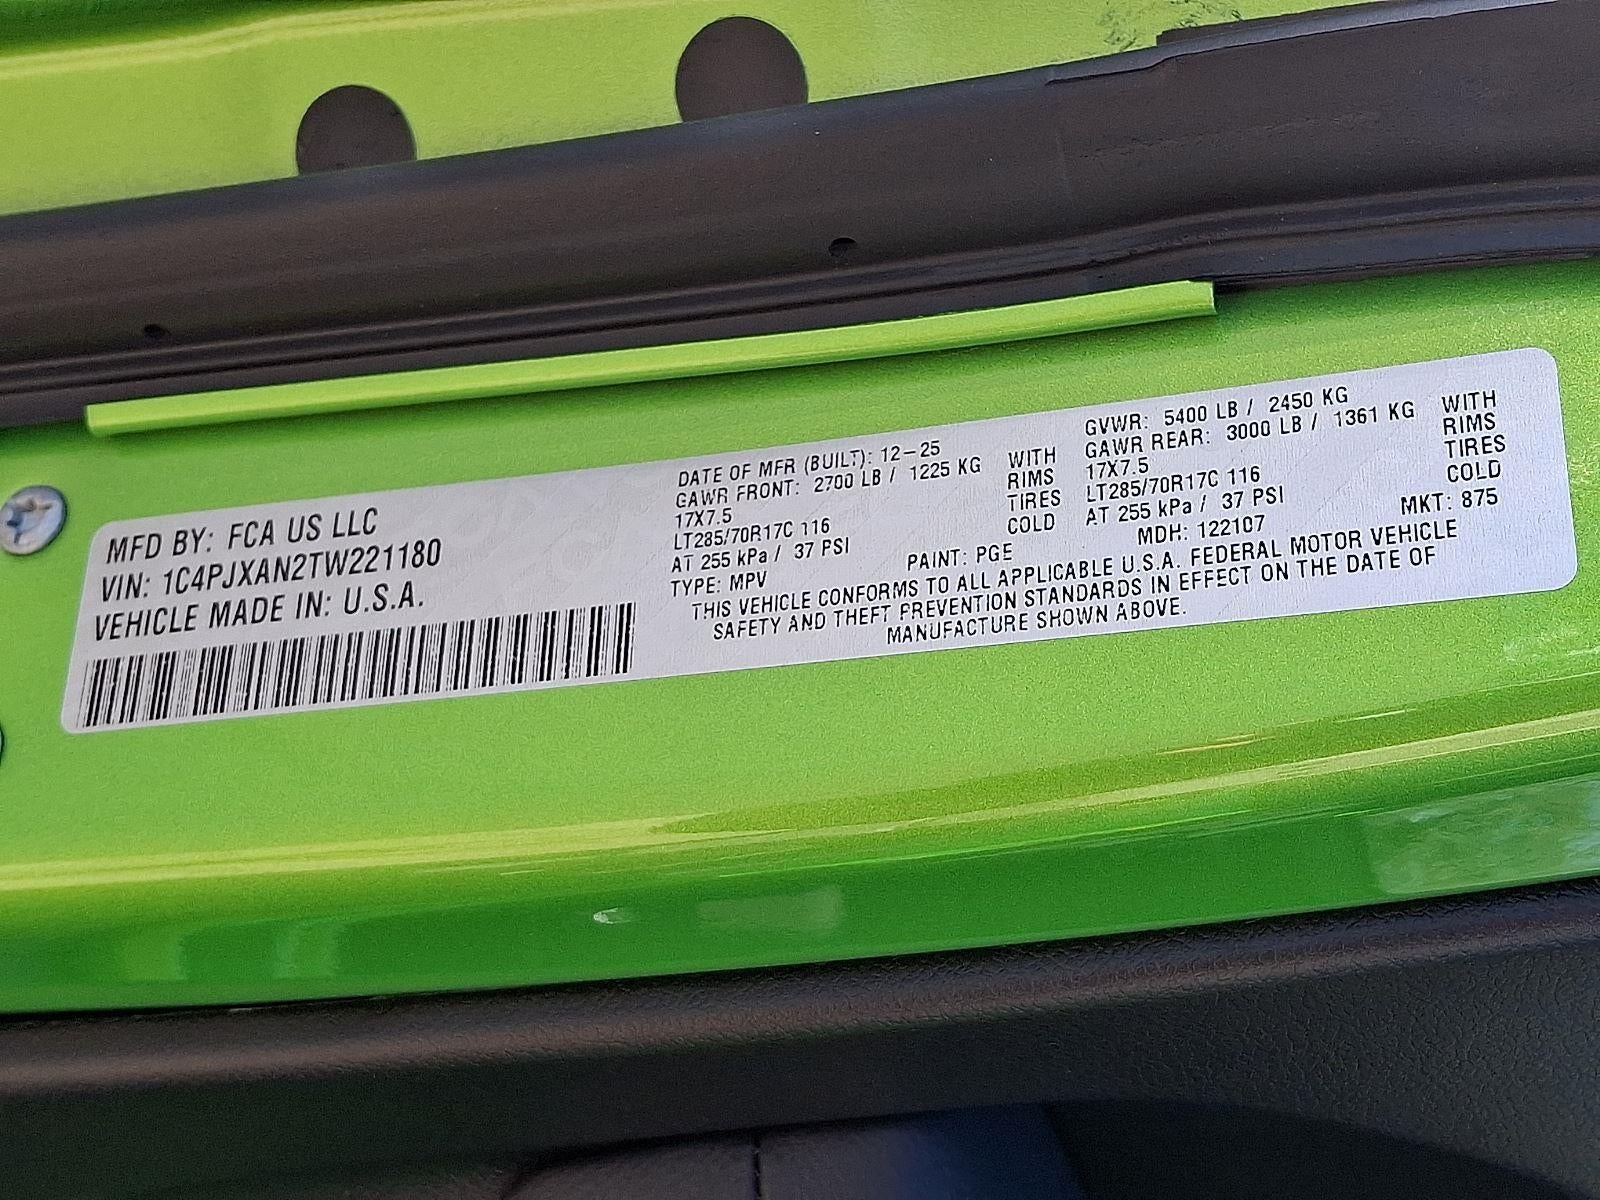 MFD BY: FCA US LLC
VIN: 1C4PJXAN2TW221180
VEHICLE MADE IN: U.S.A.
DATE OF MFR (BUILT): 12-25
GAWR FRONT: 2700 LB / 1225 KG WITH
17X7.5 RIMS
LT285/70R17C 116 TIRES
AT 255 kPa / 37 PSI COLD
TYPE: MPV PAINT: PGE
GVWR: 5400 LB / 2450 KG
GAWR REAR: 3000 LB / 1361 KG WITH
17X7.5 RIMS
LT285/70R17C 116 TIRES
AT 255 kPa / 37 PSI COLD
MDH: 122107 MKT: 875
THIS VEHICLE CONFORMS TO ALL APPLICABLE U.S.A. FEDERAL MOTOR VEHICLE
SAFETY AND THEFT PREVENTION STANDARDS IN EFFECT ON THE DATE OF
MANUFACTURE SHOWN ABOVE.